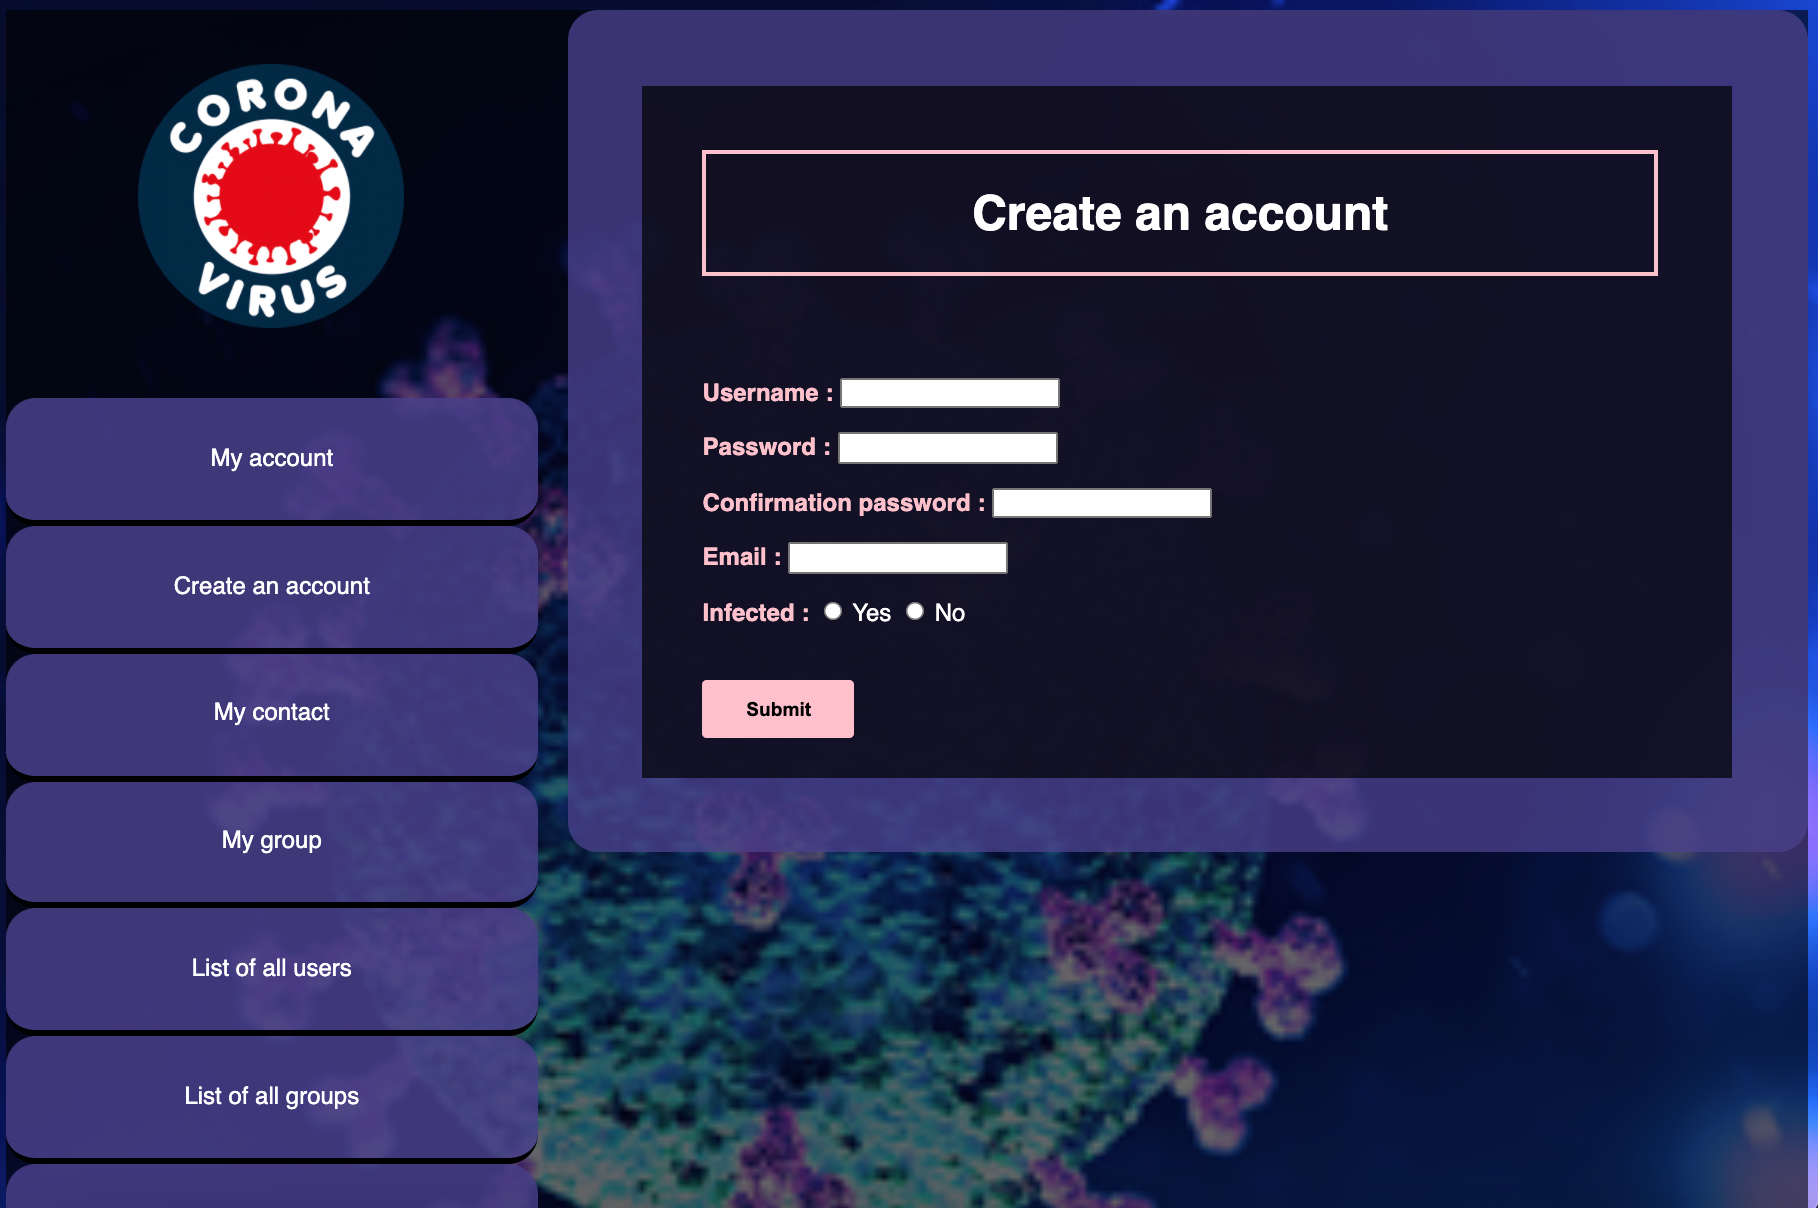 CORONA
VIRUS
My account
Create an account
My contact
My group
List of all users
List of all groups
Create an account
Username :
Password :
Confirmation password :
Email :
Infected : Yes No
Submit